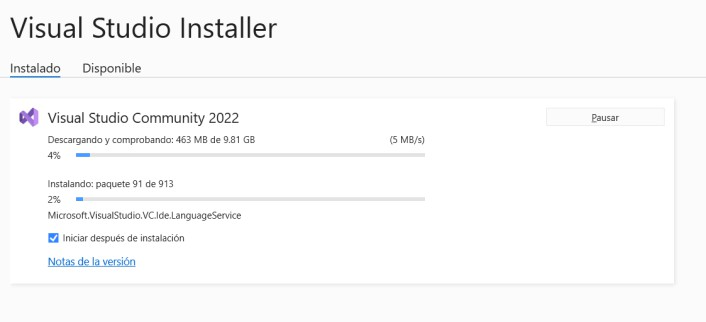 Visual Studio Installer
Instalado Disponible
Visual Studio Community 2022 Pausar
Descargando y comprobando: 463 MB de 9.81 GB (5 MB/s)
4%
Instalando: paquete 91 de 913
2%
Microsoft.VisualStudio.VC.Ide.LanguageService
Iniciar después de instalación
Notas de la versión